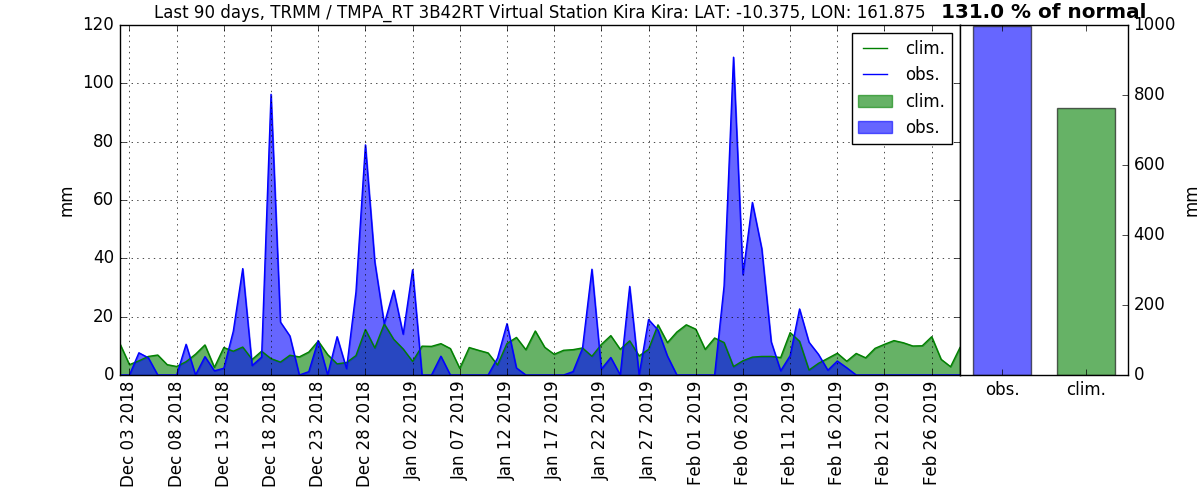 Last 90 days, TRMM / TMPA_RT 3B42RT Virtual Station Kira Kira: LAT: -10.375, LON: 161.875 131.0 % of normal
120
100
80
60
40
20
0
mm
clim.
obs.
clim.
obs.
1000
800
600
400
200
0
mm
obs.
clim.
Dec 03 2018
Dec 08 2018
Dec 13 2018
Dec 18 2018
Dec 23 2018
Dec 28 2018
Jan 02 2019
Jan 07 2019
Jan 12 2019
Jan 17 2019
Jan 22 2019
Jan 27 2019
Feb 01 2019
Feb 06 2019
Feb 11 2019
Feb 16 2019
Feb 21 2019
Feb 26 2019